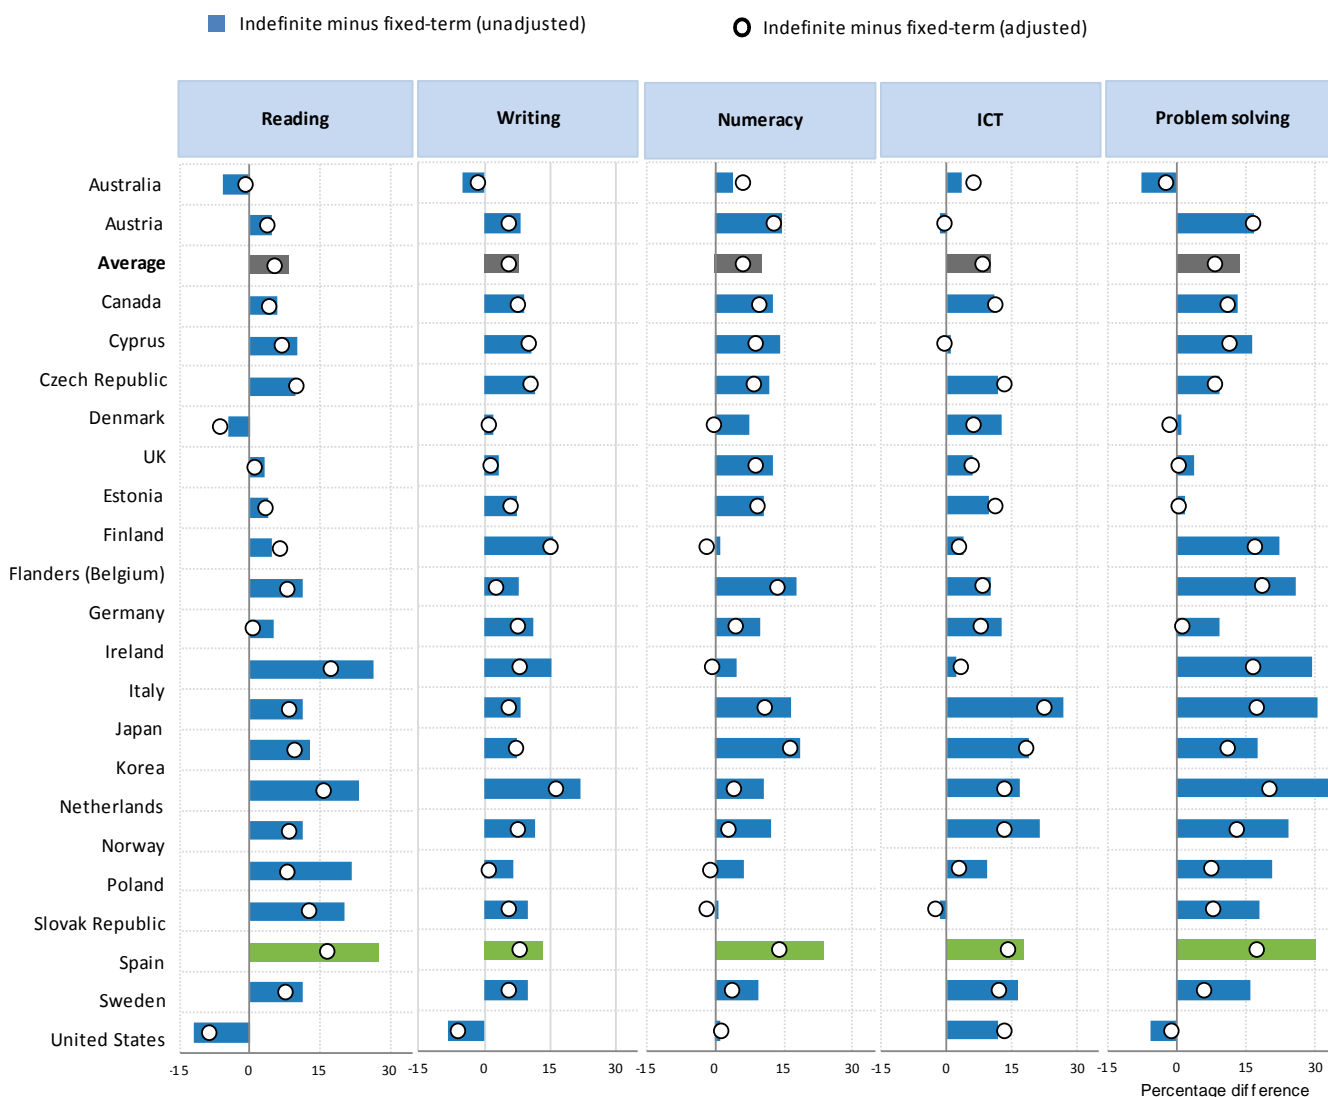 Indefinite minus fixed-term (unadjusted)
Indefinite minus fixed-term (adjusted)
Reading
Writing
Numeracy
ICT
Problem solving
Australia
Austria
Average
Canada
Cyprus
Czech Republic
Denmark
UK
Estonia
Finland
Flanders (Belgium)
Germany
Ireland
Italy
Japan
Korea
Netherlands
Norway
Poland
Slovak Republic
Spain
Sweden
United States
-15 0 15 30 -15 0 15 30 -15 0 15 30 -15 0 15 30 -15 0 15 30
Percentage difference